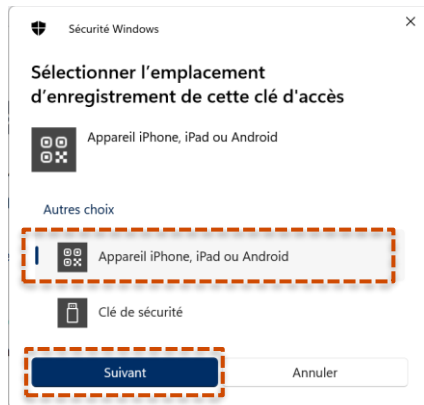 Sécurité Windows
Sélectionner l’emplacement
d’enregistrement de cette clé d'accès
Appareil iPhone, iPad ou Android
Autres choix
Appareil iPhone, iPad ou Android
Clé de sécurité
Suivant
Annuler